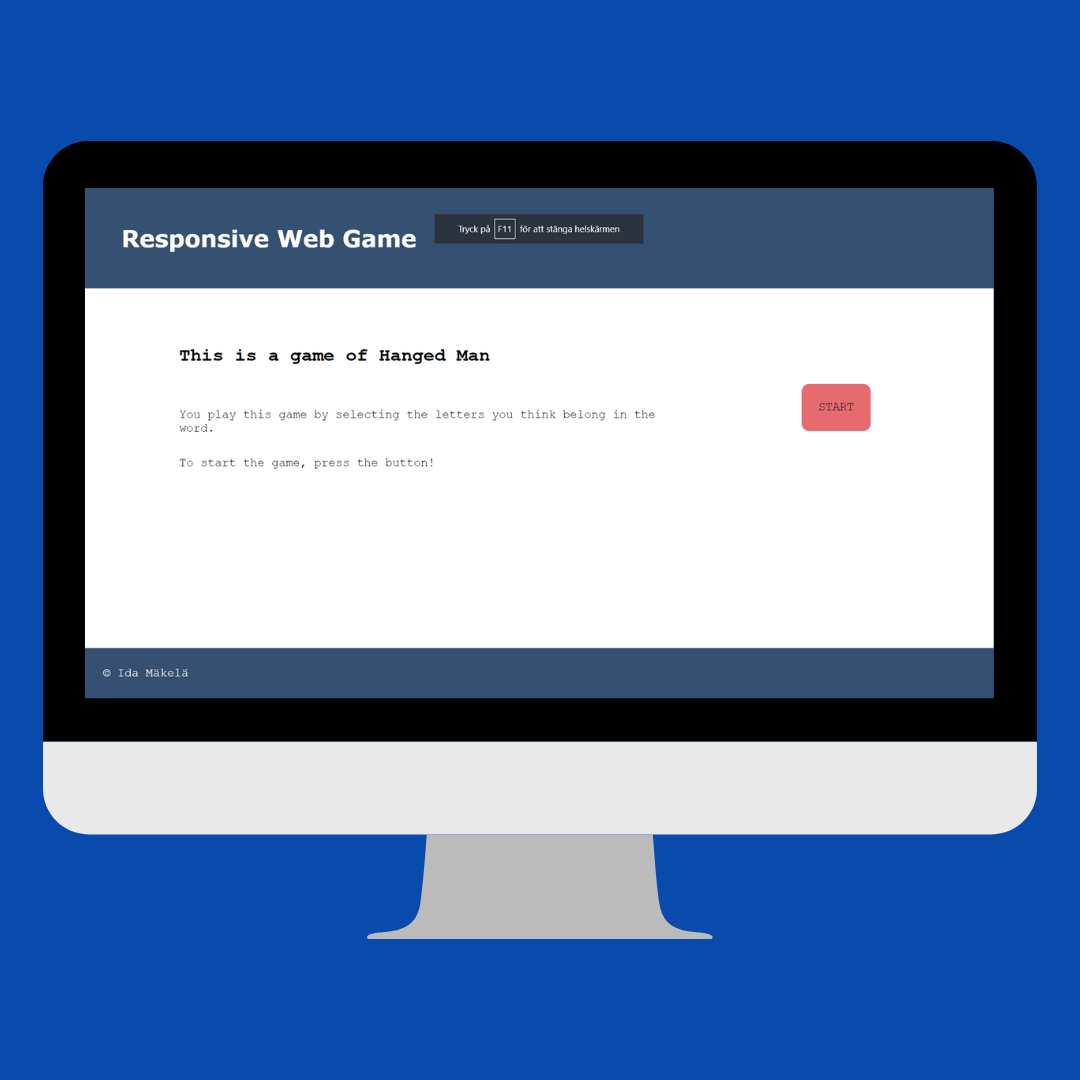 Responsive Web Game
Tryck på F11 för att stänga helskärmen
This is a game of Hanged Man
You play this game by selecting the letters you think belong in the
word.
START
To start the game, press the button!
© Ida Mäkelä